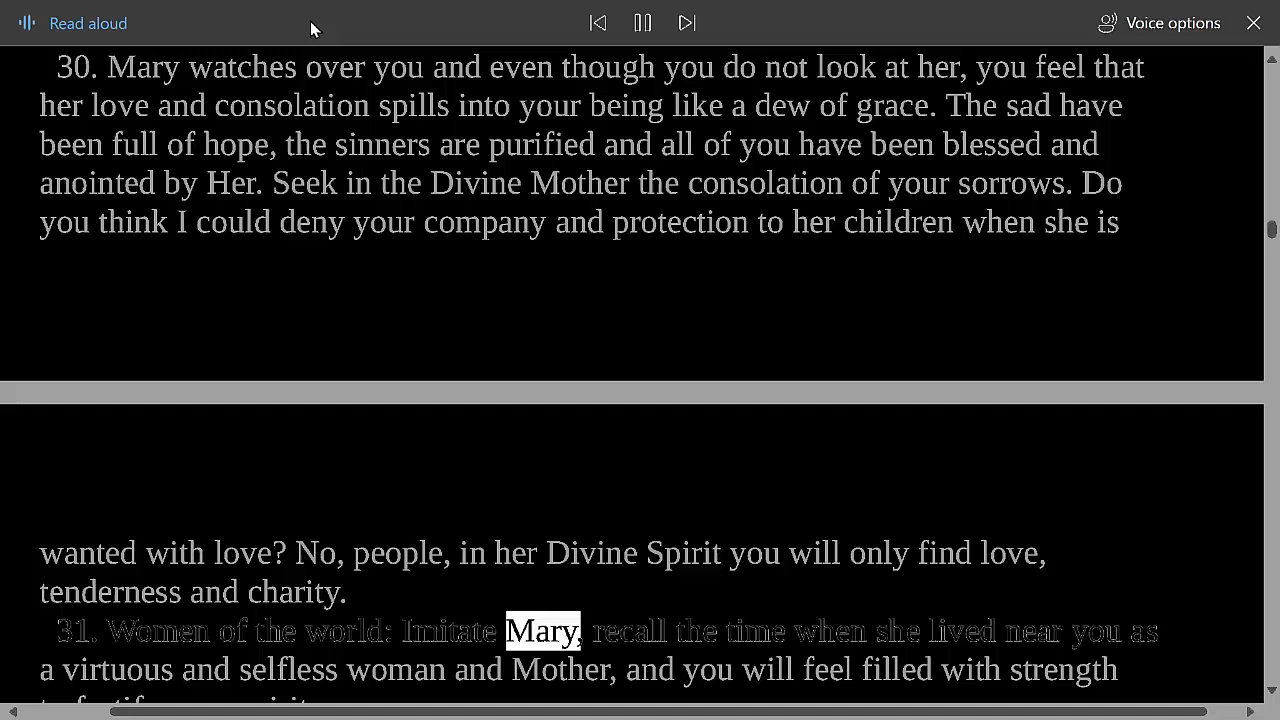 Read aloud
Voice options
30. Mary watches over you and even though you do not look at her, you feel that
her love and consolation spills into your being like a dew of grace. The sad have
been full of hope, the sinners are purified and all of you have been blessed and
anointed by Her. Seek in the Divine Mother the consolation of your sorrows. Do
you think I could deny your company and protection to her children when she is
wanted with love? No, people, in her Divine Spirit you will only find love,
tenderness and charity.
31. Women of the world: Imitate Mary, recall the time when she lived near you as
a virtuous and selfless woman and Mother, and you will feel filled with strength